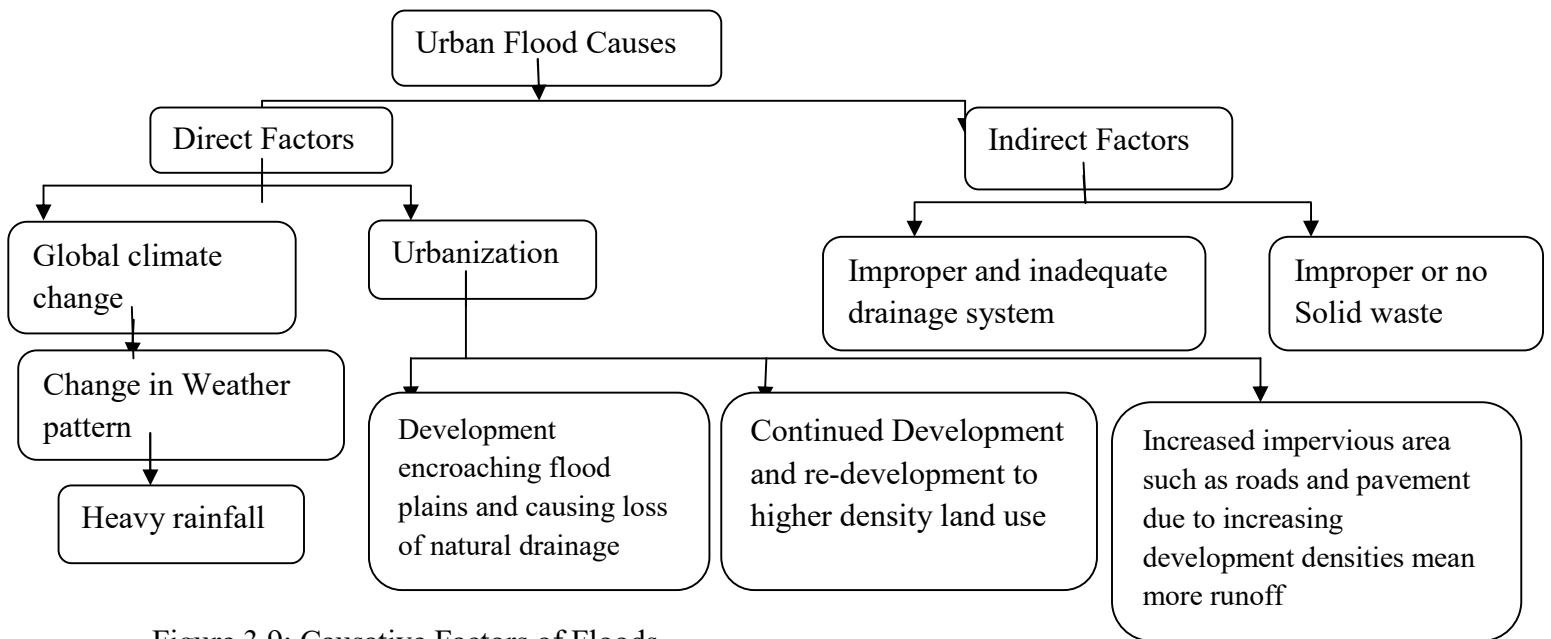 Urban Flood Causes
Direct Factors
Indirect Factors
Global climate
change
Urbanization
Improper and inadequate
drainage system
Improper or no
Solid waste
Change in Weather
pattern
Heavy rainfall
Development
encroaching flood
plains and causing loss
of natural drainage
Continued Development
and re-development to
higher density land use
Increased impervious area
such as roads and pavement
due to increasing
development densities mean
more runoff
Figure 3.9: Causative Factors of Floods